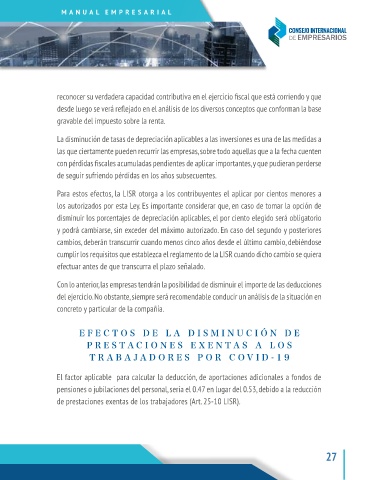 MANUAL EMPRESARIAL
CONSEJO INTERNACIONAL
DE EMPRESARIOS
reconocer su verdadera capacidad contributiva en el ejercicio fiscal que está corriendo y que
desde luego se verá reflejado en el análisis de los diversos conceptos que conforman la base
gravable del impuesto sobre la renta.
La disminución de tasas de depreciación aplicables a las inversiones es una de las medidas a
las que ciertamente pueden recurrir las empresas, sobre todo aquellas que a la fecha cuenten
con pérdidas fiscales acumuladas pendientes de aplicar importantes, y que pudieran perderse
de seguir sufriendo pérdidas en los años subsecuentes.
Para estos efectos, la LISR otorga a los contribuyentes el aplicar por cientos menores a
los autorizados por esta Ley. Es importante considerar que, en caso de tomar la opción de
disminuir los porcentajes de depreciación aplicables, el por ciento elegido será obligatorio
y podrá cambiarse, sin exceder del máximo autorizado. En caso del segundo y posteriores
cambios, deberán transcurrir cuando menos cinco años desde el último cambio, debiéndose
cumplir los requisitos que establezca el reglamento de la LISR cuando dicho cambio se quiera
efectuar antes de que transcurra el plazo señalado.
Con lo anterior, las empresas tendrán la posibilidad de disminuir el importe de las deducciones
del ejercicio. No obstante, siempre será recomendable conducir un análisis de la situación en
concreto y particular de la compañía.
EFECTOS DE LA DISMINUCIÓN DE
PRESTACIONES EXENTAS A LOS
TRABAJADORES POR COVID-19
El factor aplicable para calcular la deducción, de aportaciones adicionales a fondos de
pensiones o jubilaciones del personal, sería el 0.47 en lugar del 0.53, debido a la reducción
de prestaciones exentas de los trabajadores (Art. 25-10 LISR).
27